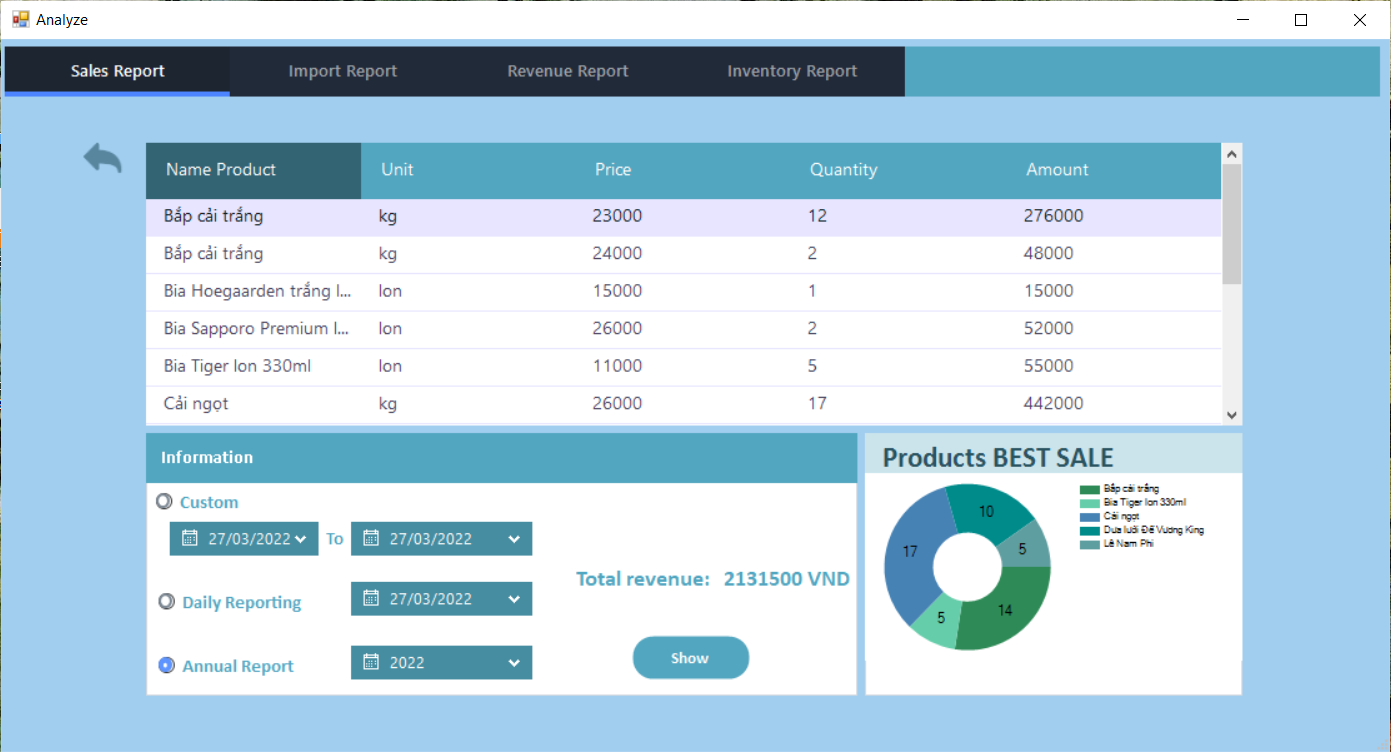 Analyze
Sales Report Import Report Revenue Report Inventory Report
Name Product Unit Price Quantity Amount
Bắp cải trắng kg 23000 12 276000
Bắp cải trắng kg 24000 2 48000
Bia Hoegaarden trắng l... lon 15000 1 15000
Bia Sapporo Premium l... lon 26000 2 52000
Bia Tiger lon 330ml lon 11000 5 55000
Cải ngọt kg 26000 17 442000
Information
Custom
27/03/2022 To 27/03/2022
Daily Reporting 27/03/2022
Annual Report 2022
Total revenue: 2131500 VND
Show
Products BEST SALE
10
5
17
5
14
Bắp cải trắng
Bia Tiger lon 330ml
Cải ngọt
Dưa lưới Đế Vương King
Lê Nam Phi